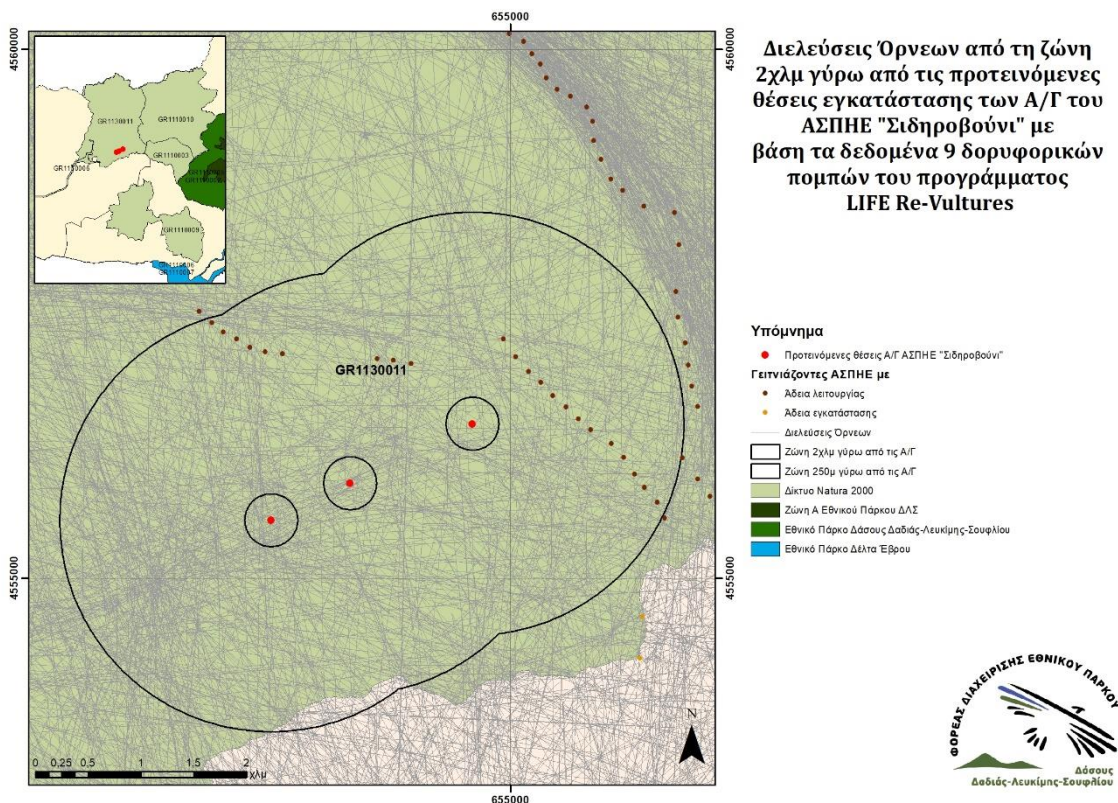 Διελεύσεις Όρνεων από τη ζώνη
2χλμ γύρω από τις προτεινόμενες
θέσεις εγκατάστασης των Α/Γ του
ΑΣΠΗΕ "Σιδηροβούνι" με
βάση τα δεδομένα 9 δορυφορικών
πομπών του προγράμματος
LIFE Re-Vultures
655000
4560000
4560000
GR1130011
GR1110010
GR1110003
GR1110009
GR1130011
Υπόμνημα
Προτεινόμενες θέσεις Α/Γ ΑΣΠΗΕ "Σιδηροβούνι"
Γειτνιάζοντες ΑΣΠΗΕ με
Άδεια λειτουργίας
Άδεια εγκατάστασης
Διελεύσεις Όρνεων
Ζώνη 2χλμ γύρω από τις Α/Γ
Ζώνη 250μ γύρω από τις Α/Γ
Δίκτυο Natura 2000
Ζώνη Α Εθνικού Πάρκου ΔΛΣ
Εθνικό Πάρκο Δάσους Δαδιάς-Λευκίμης-Σουφλίου
Εθνικό Πάρκο Δέλτα Έβρου
4555000
4555000
N
0 0,25 0,5 1 1,5 2
χλμ
655000
ΦΟΡΕΑΣ ΔΙΑΧΕΙΡΙΣΗΣ ΕΘΝΙΚΟΥ ΠΑΡΚΟΥ
Δάσους
Δαδιάς-Λευκίμης-Σουφλίου